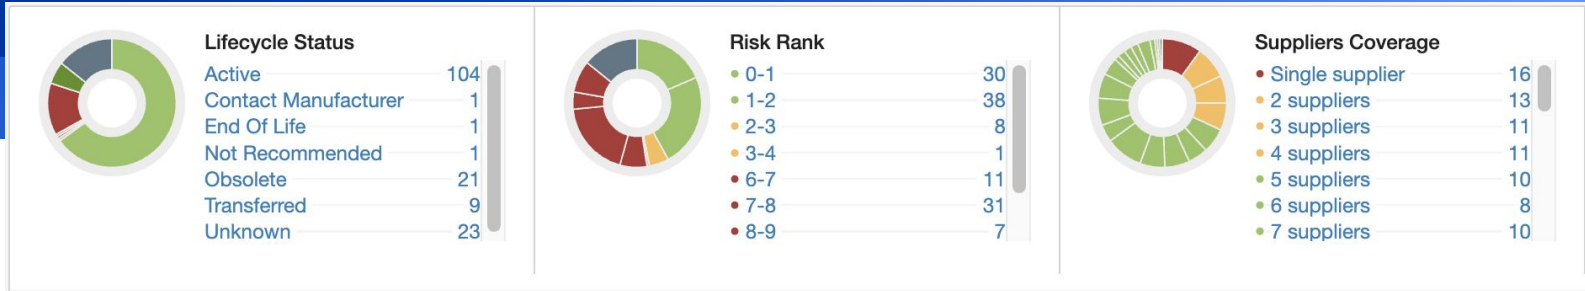 Lifecycle Status
Active 104
Contact Manufacturer 1
End Of Life 1
Not Recommended 1
Obsolete 21
Transferred 9
Unknown 23
Risk Rank
0-1 30
1-2 38
2-3 8
3-4 1
6-7 11
7-8 31
8-9 7
Suppliers Coverage
Single supplier 16
2 suppliers 13
3 suppliers 11
4 suppliers 11
5 suppliers 10
6 suppliers 8
7 suppliers 10